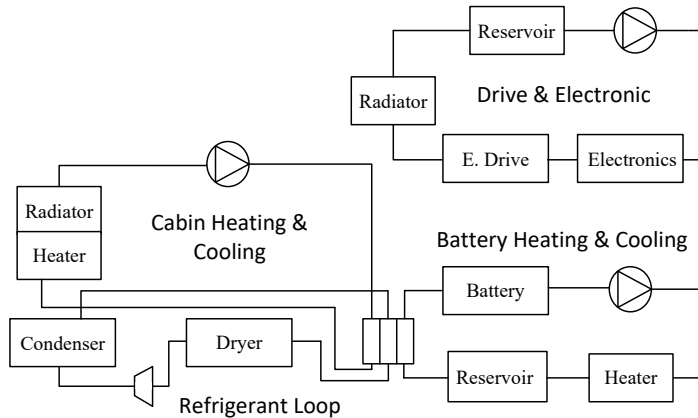 Reservoir
Radiator
Drive & Electronic
E. Drive
Electronics
Radiator
Heater
Cabin Heating &
Cooling
Battery Heating & Cooling
Battery
Condenser
Dryer
Reservoir
Heater
Refrigerant Loop